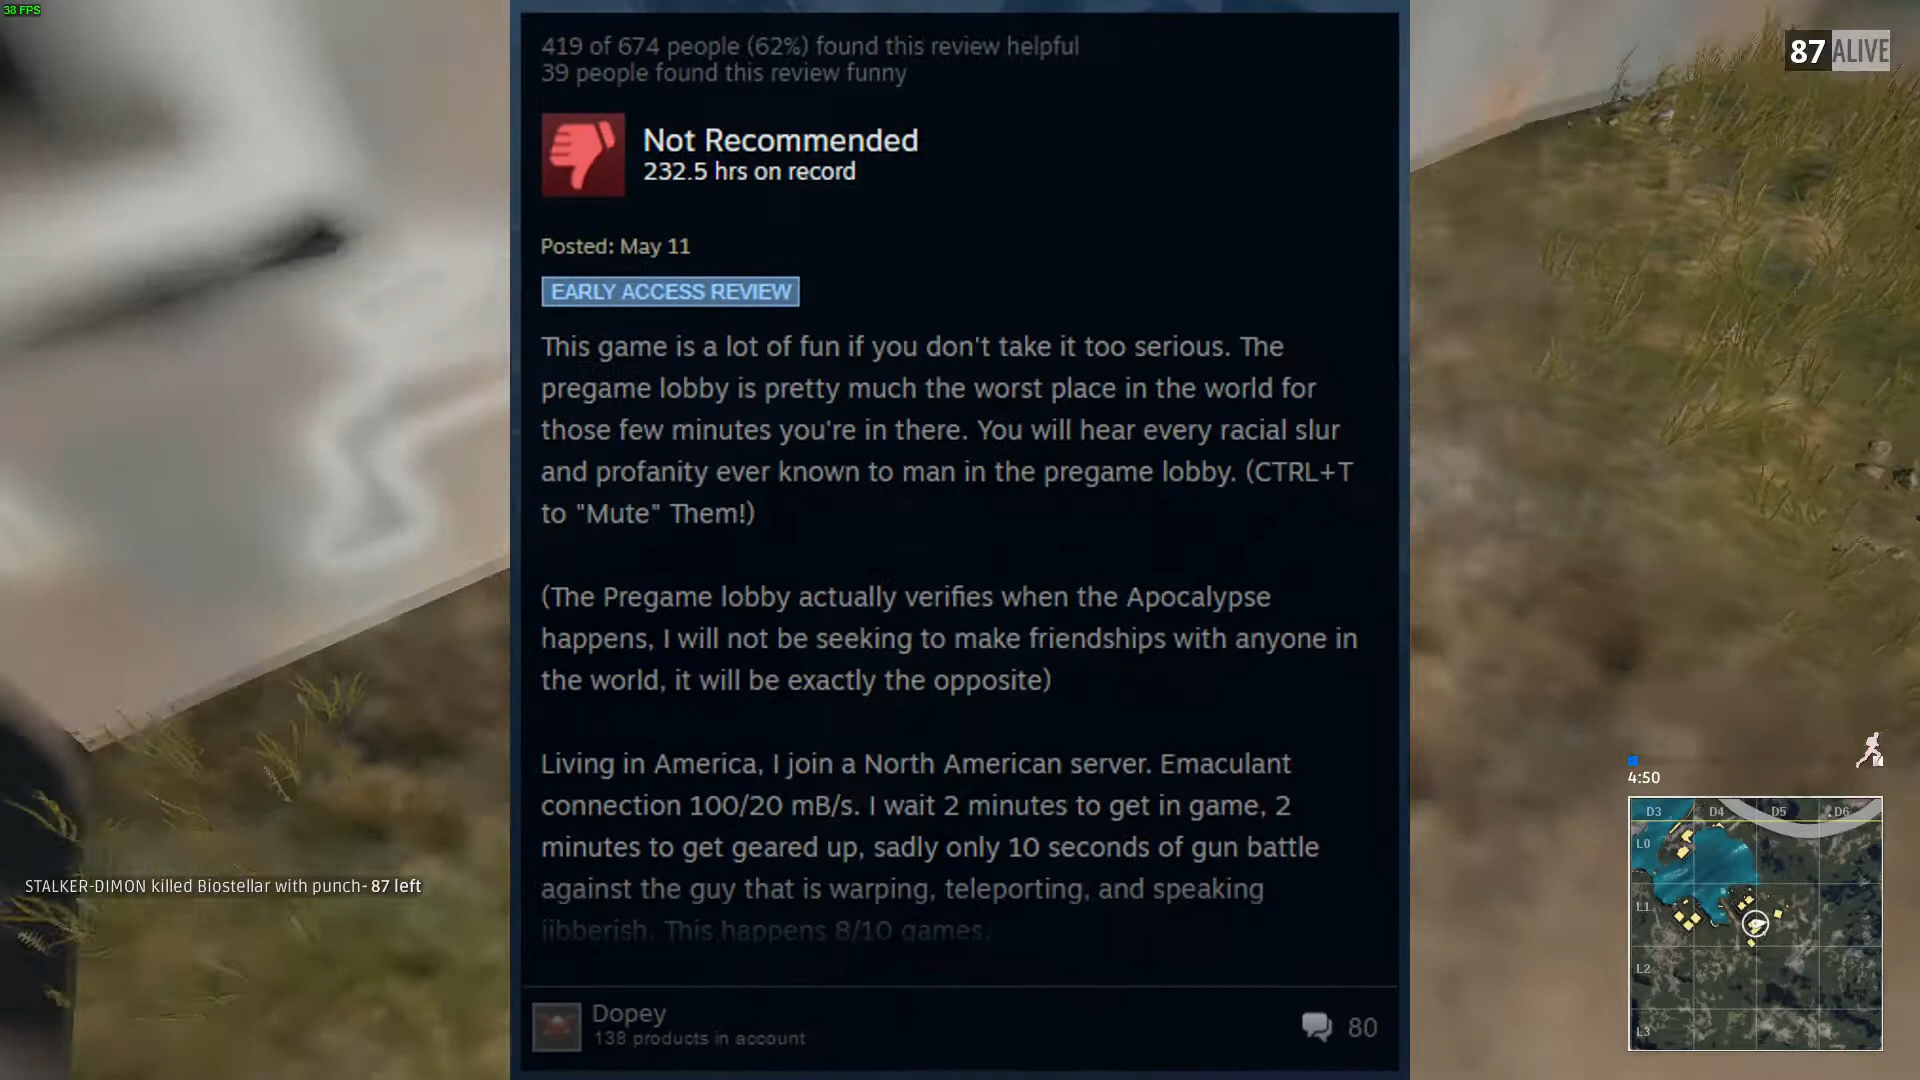 38 FPS
419 of 674 people (62%) found this review helpful
39 people found this review funny
87 ALIVE
Not Recommended
232.5 hrs on record
Posted: May 11
EARLY ACCESS REVIEW
This game is a lot of fun if you don't take it too serious. The
pregame lobby is pretty much the worst place in the world for
those few minutes you're in there. You will hear every racial slur
and profanity ever known to man in the pregame lobby. (CTRL+T
to "Mute" Them!)
(The Pregame lobby actually verifies when the Apocalypse
happens, I will not be seeking to make friendships with anyone in
the world, it will be exactly the opposite)
Living in America, I join a North American server. Emaculant
connection 100/20 mB/s. I wait 2 minutes to get in game, 2
minutes to get geared up, sadly only 10 seconds of gun battle
against the guy that is warping, teleporting, and speaking
jibberish. This happens 8/10 games.
Dopey
138 products in account
80
STALKER-DIMON killed Biostellar with punch- 87 left
4:50
D3 D4 D5 D6
L0
L1
L2
L3